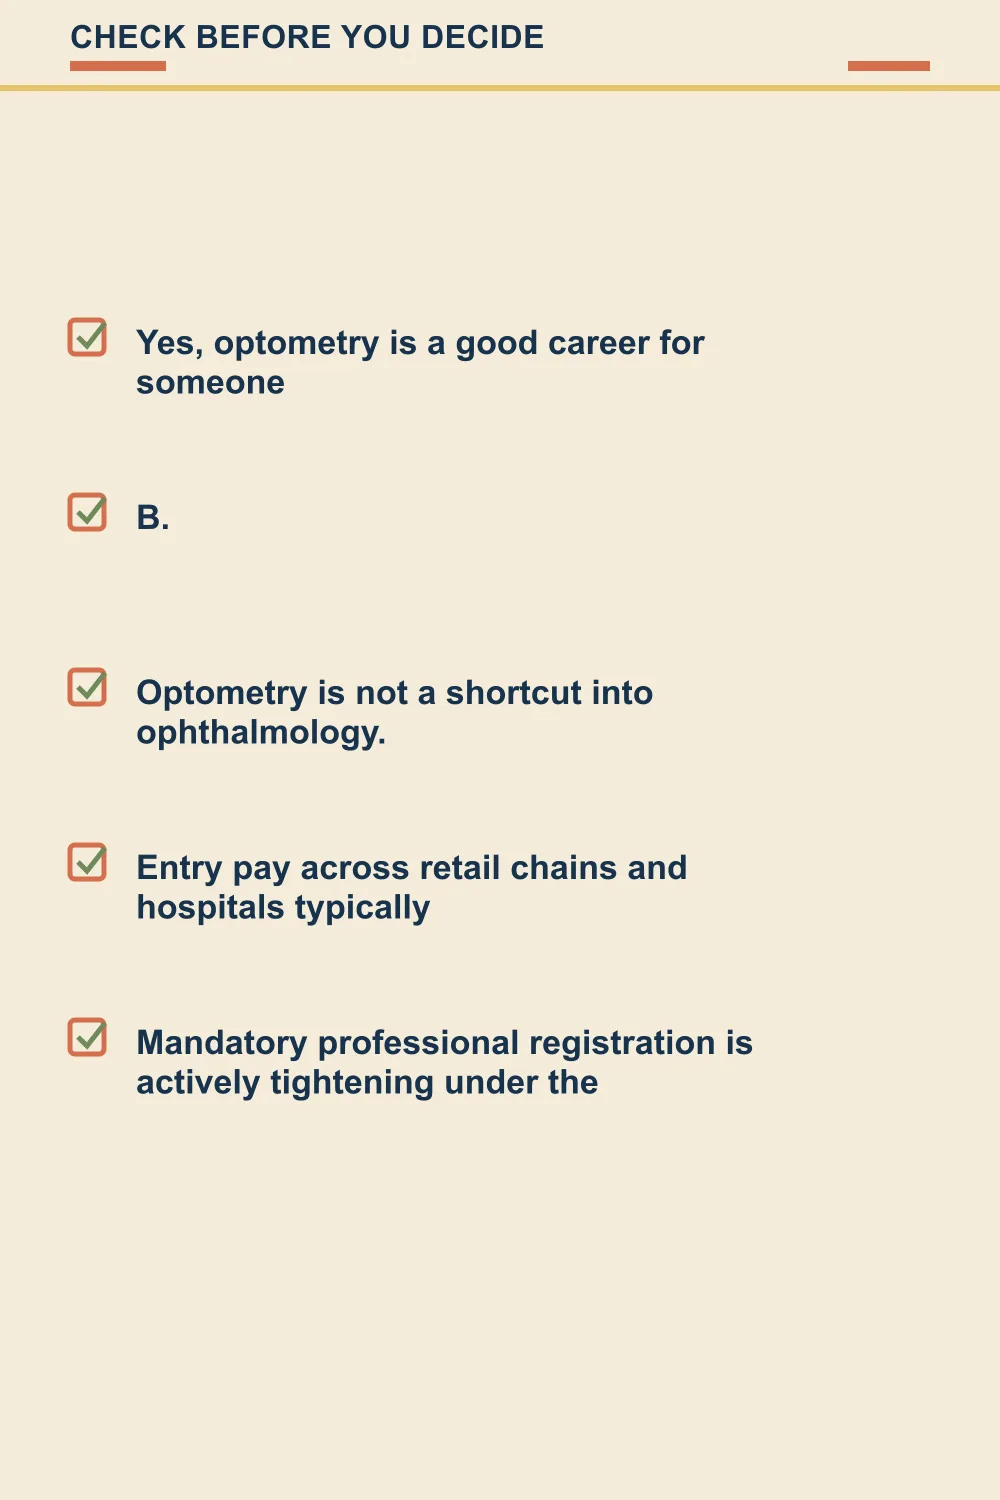 CHECK BEFORE YOU DECIDE
Yes, optometry is a good career for
someone
B.
Optometry is not a shortcut into
ophthalmology.
Entry pay across retail chains and
hospitals typically
Mandatory professional registration is
actively tightening under the